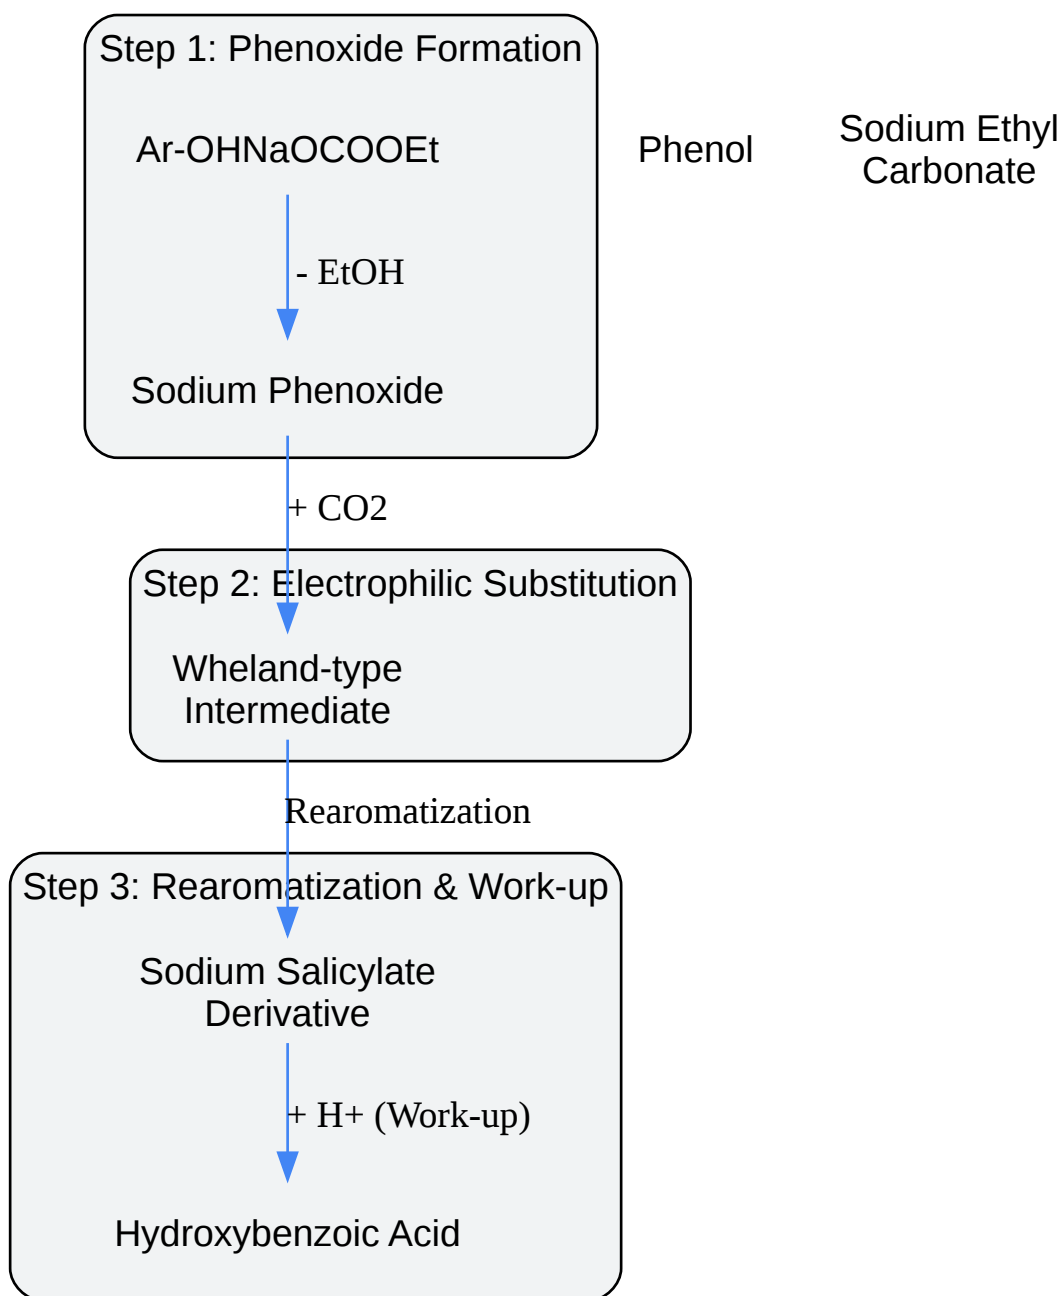 Step 1: Phenoxide Formation
Ar-OHNaOCOOEt
Phenol
Sodium Ethyl
Carbonate
- EtOH
Sodium Phenoxide
+ CO2
Step 2: Electrophilic Substitution
Wheland-type
Intermediate
Rearomatization
Step 3: Rearomatization & Work-up
Sodium Salicylate
Derivative
+ H+ (Work-up)
Hydroxybenzoic Acid